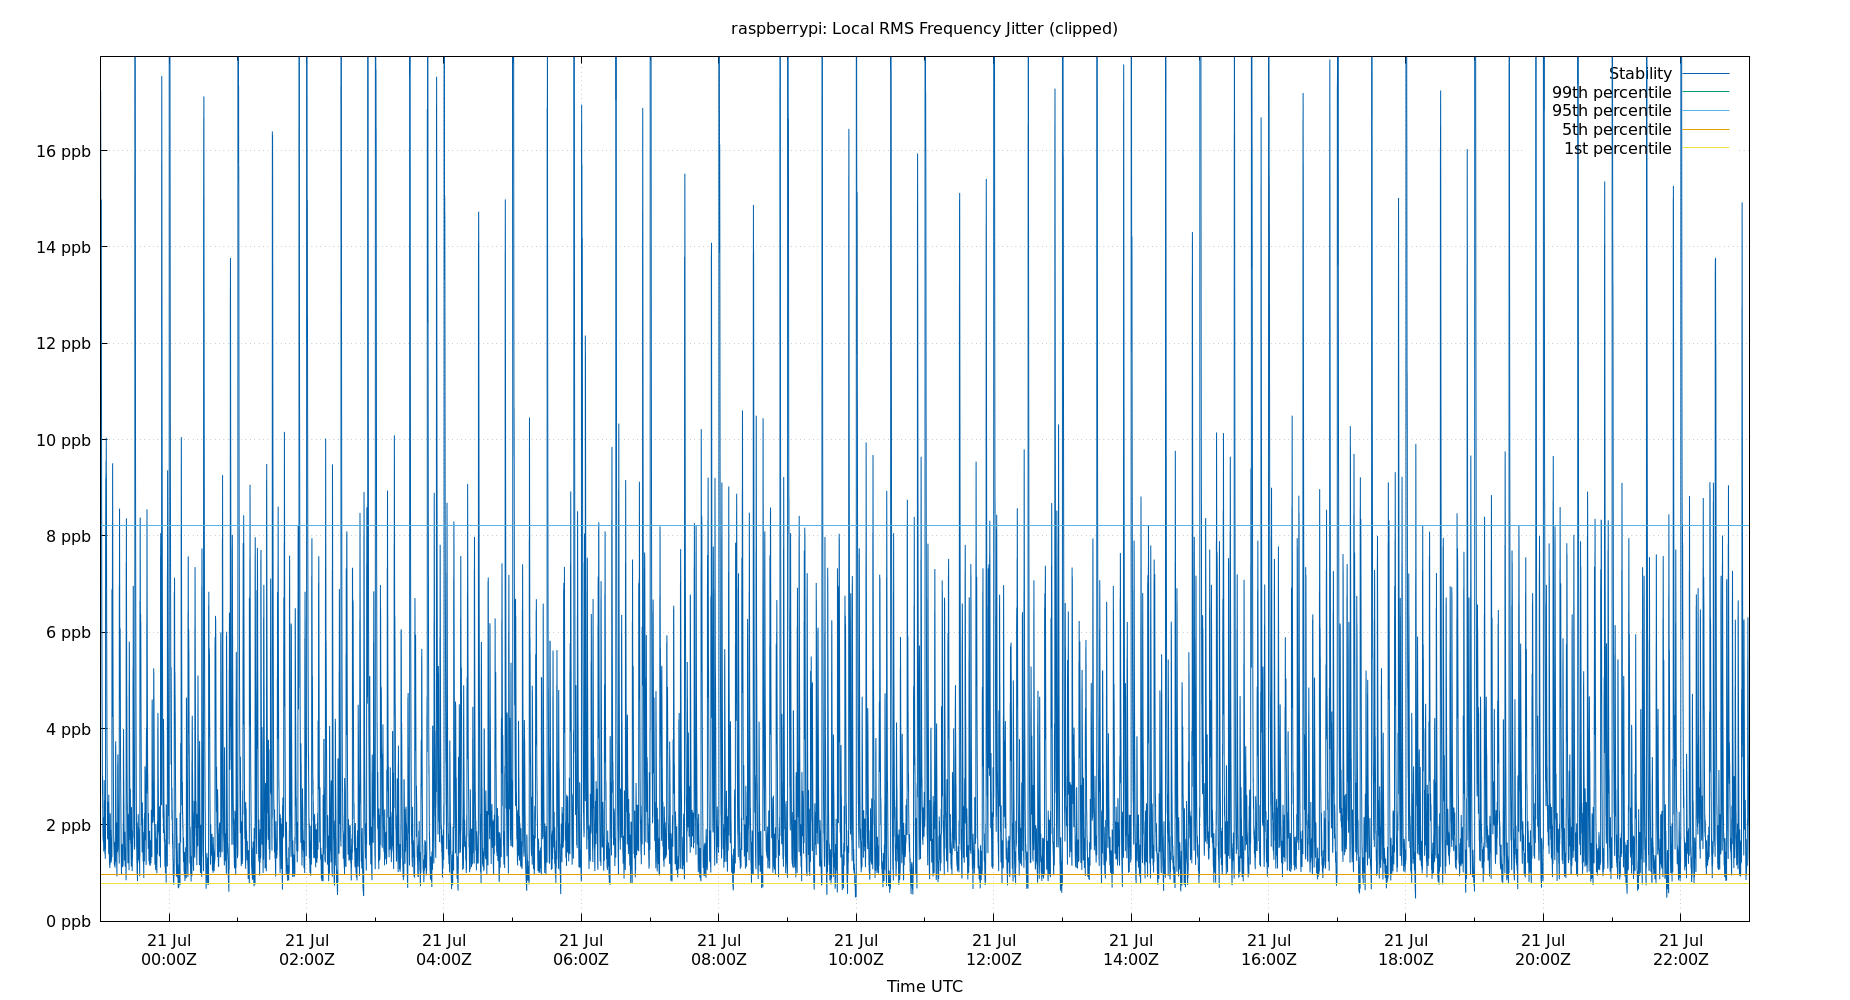 raspberrypi: Local RMS Frequency Jitter (clipped)
Stability
99th percentile
95th percentile
5th percentile
1st percentile
16 ppb
14 ppb
12 ppb
10 ppb
8 ppb
6 ppb
4 ppb
2 ppb
0 ppb
21 Jul 21 Jul 21 Jul 21 Jul 21 Jul 21 Jul 21 Jul 21 Jul 21 Jul 21 Jul 21 Jul 21 Jul
00:00Z 02:00Z 04:00Z 06:00Z 08:00Z 10:00Z 12:00Z 14:00Z 16:00Z 18:00Z 20:00Z 22:00Z
Time UTC